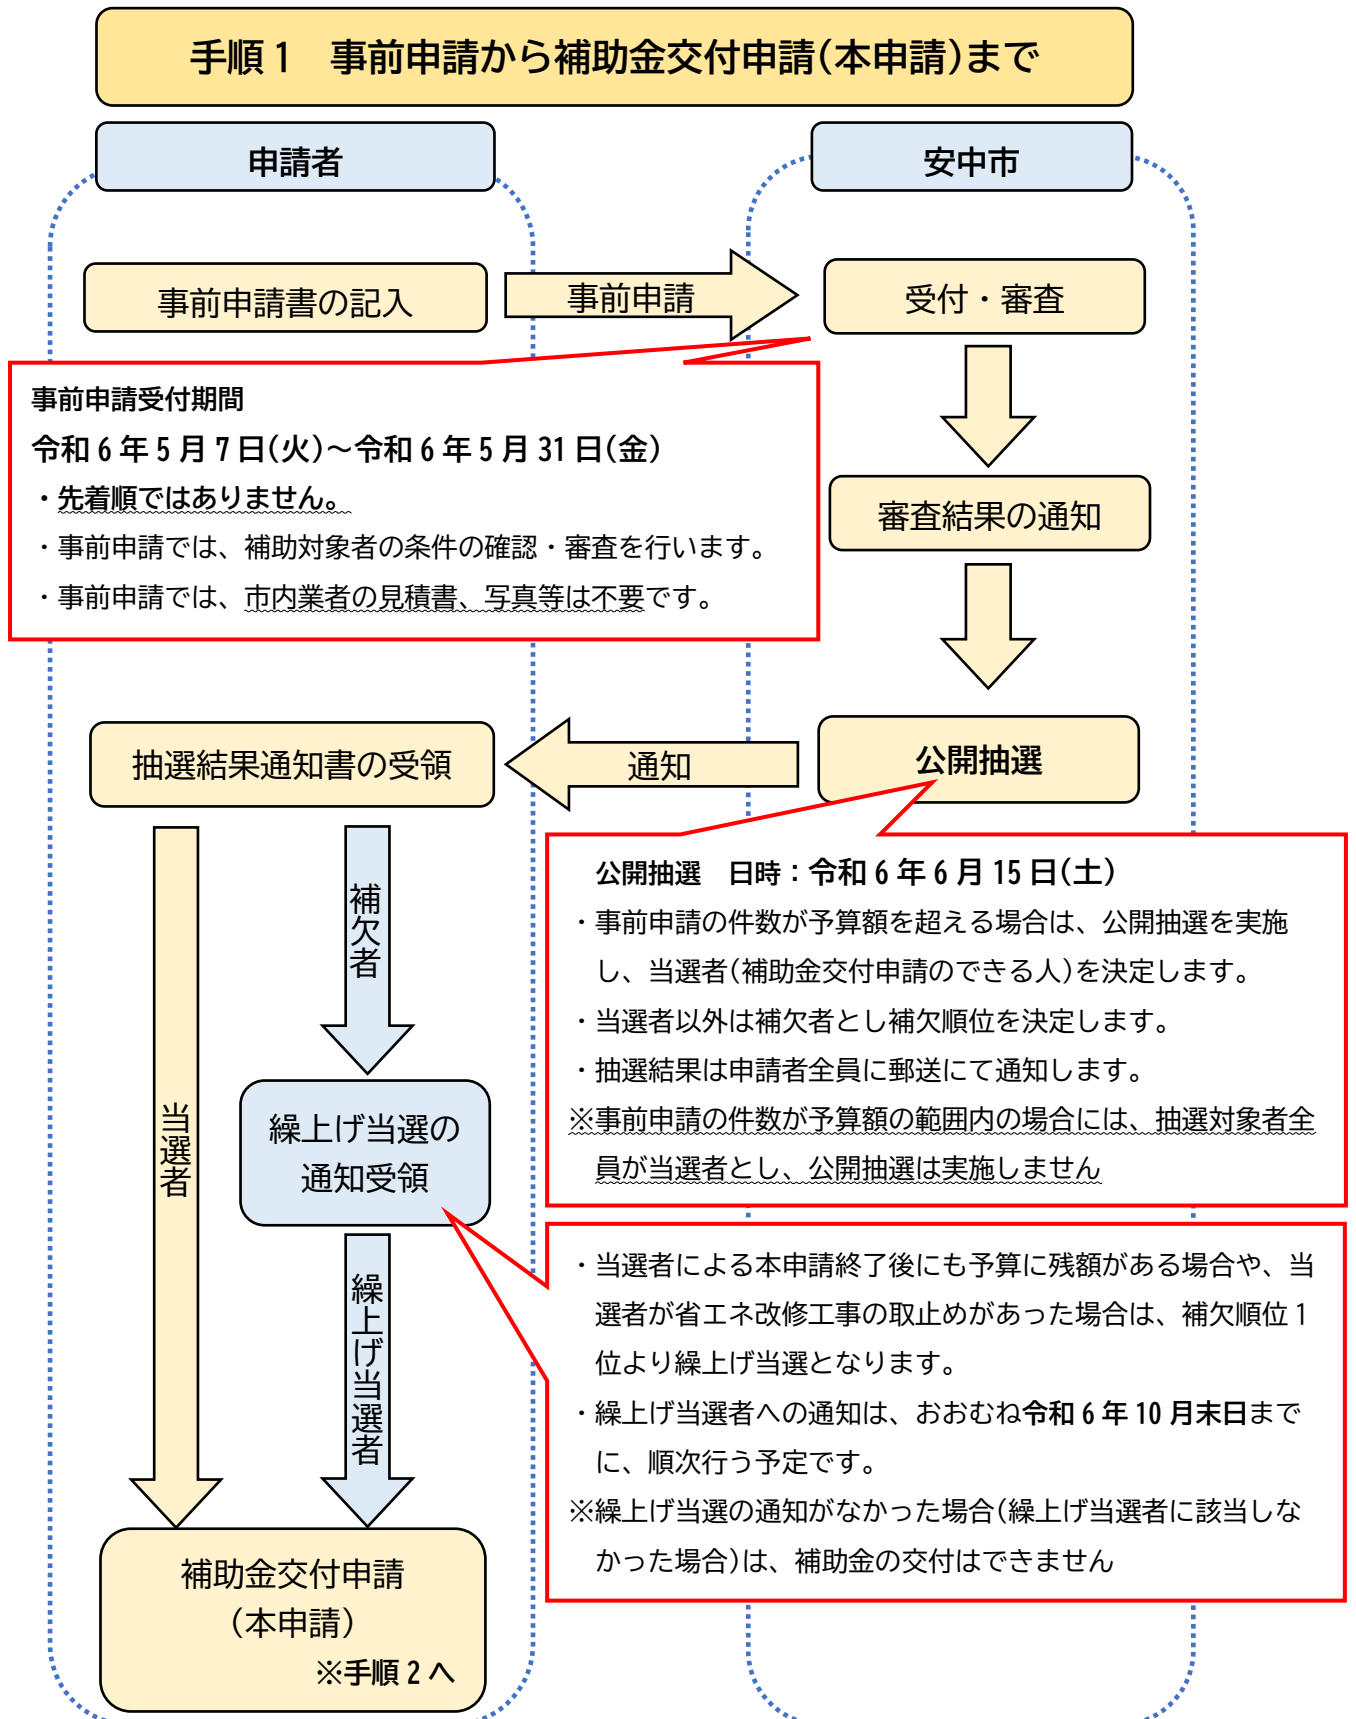 手順１　事前申請から補助金交付申請(本申請)まで
申請者
安中市
事前申請書の記入
事前申請
受付・審査
事前申請受付期間
令和６年５月７日(火)～令和６年５月 31 日(金)
・先着順ではありません。
・事前申請では、補助対象者の条件の確認・審査を行います。
・事前申請では、市内業者の見積書、写真等は不要です。
審査結果の通知
抽選結果通知書の受領
通知
公開抽選
公開抽選　日時：令和６年６月 15 日(土)
・事前申請の件数が予算額を超える場合は、公開抽選を実施
し、当選者(補助金交付申請のできる人)を決定します。
・当選者以外は補欠者とし補欠順位を決定します。
・抽選結果は申請者全員に郵送にて通知します。
※事前申請の件数が予算額の範囲内の場合には、抽選対象者全
員が当選者とし、公開抽選は実施しません
補欠者
当選者
繰上げ当選の
通知受領
繰上げ当選者
・当選者による本申請終了後にも予算に残額がある場合や、当
選者が省エネ改修工事の取止めがあった場合は、補欠順位１
位より繰上げ当選となります。
・繰上げ当選者への通知は、おおむね令和６年 10 月末日まで
に、順次行う予定です。
※繰上げ当選の通知がなかった場合(繰上げ当選者に該当しな
かった場合)は、補助金の交付はできません
補助金交付申請
（本申請）
※手順２へ